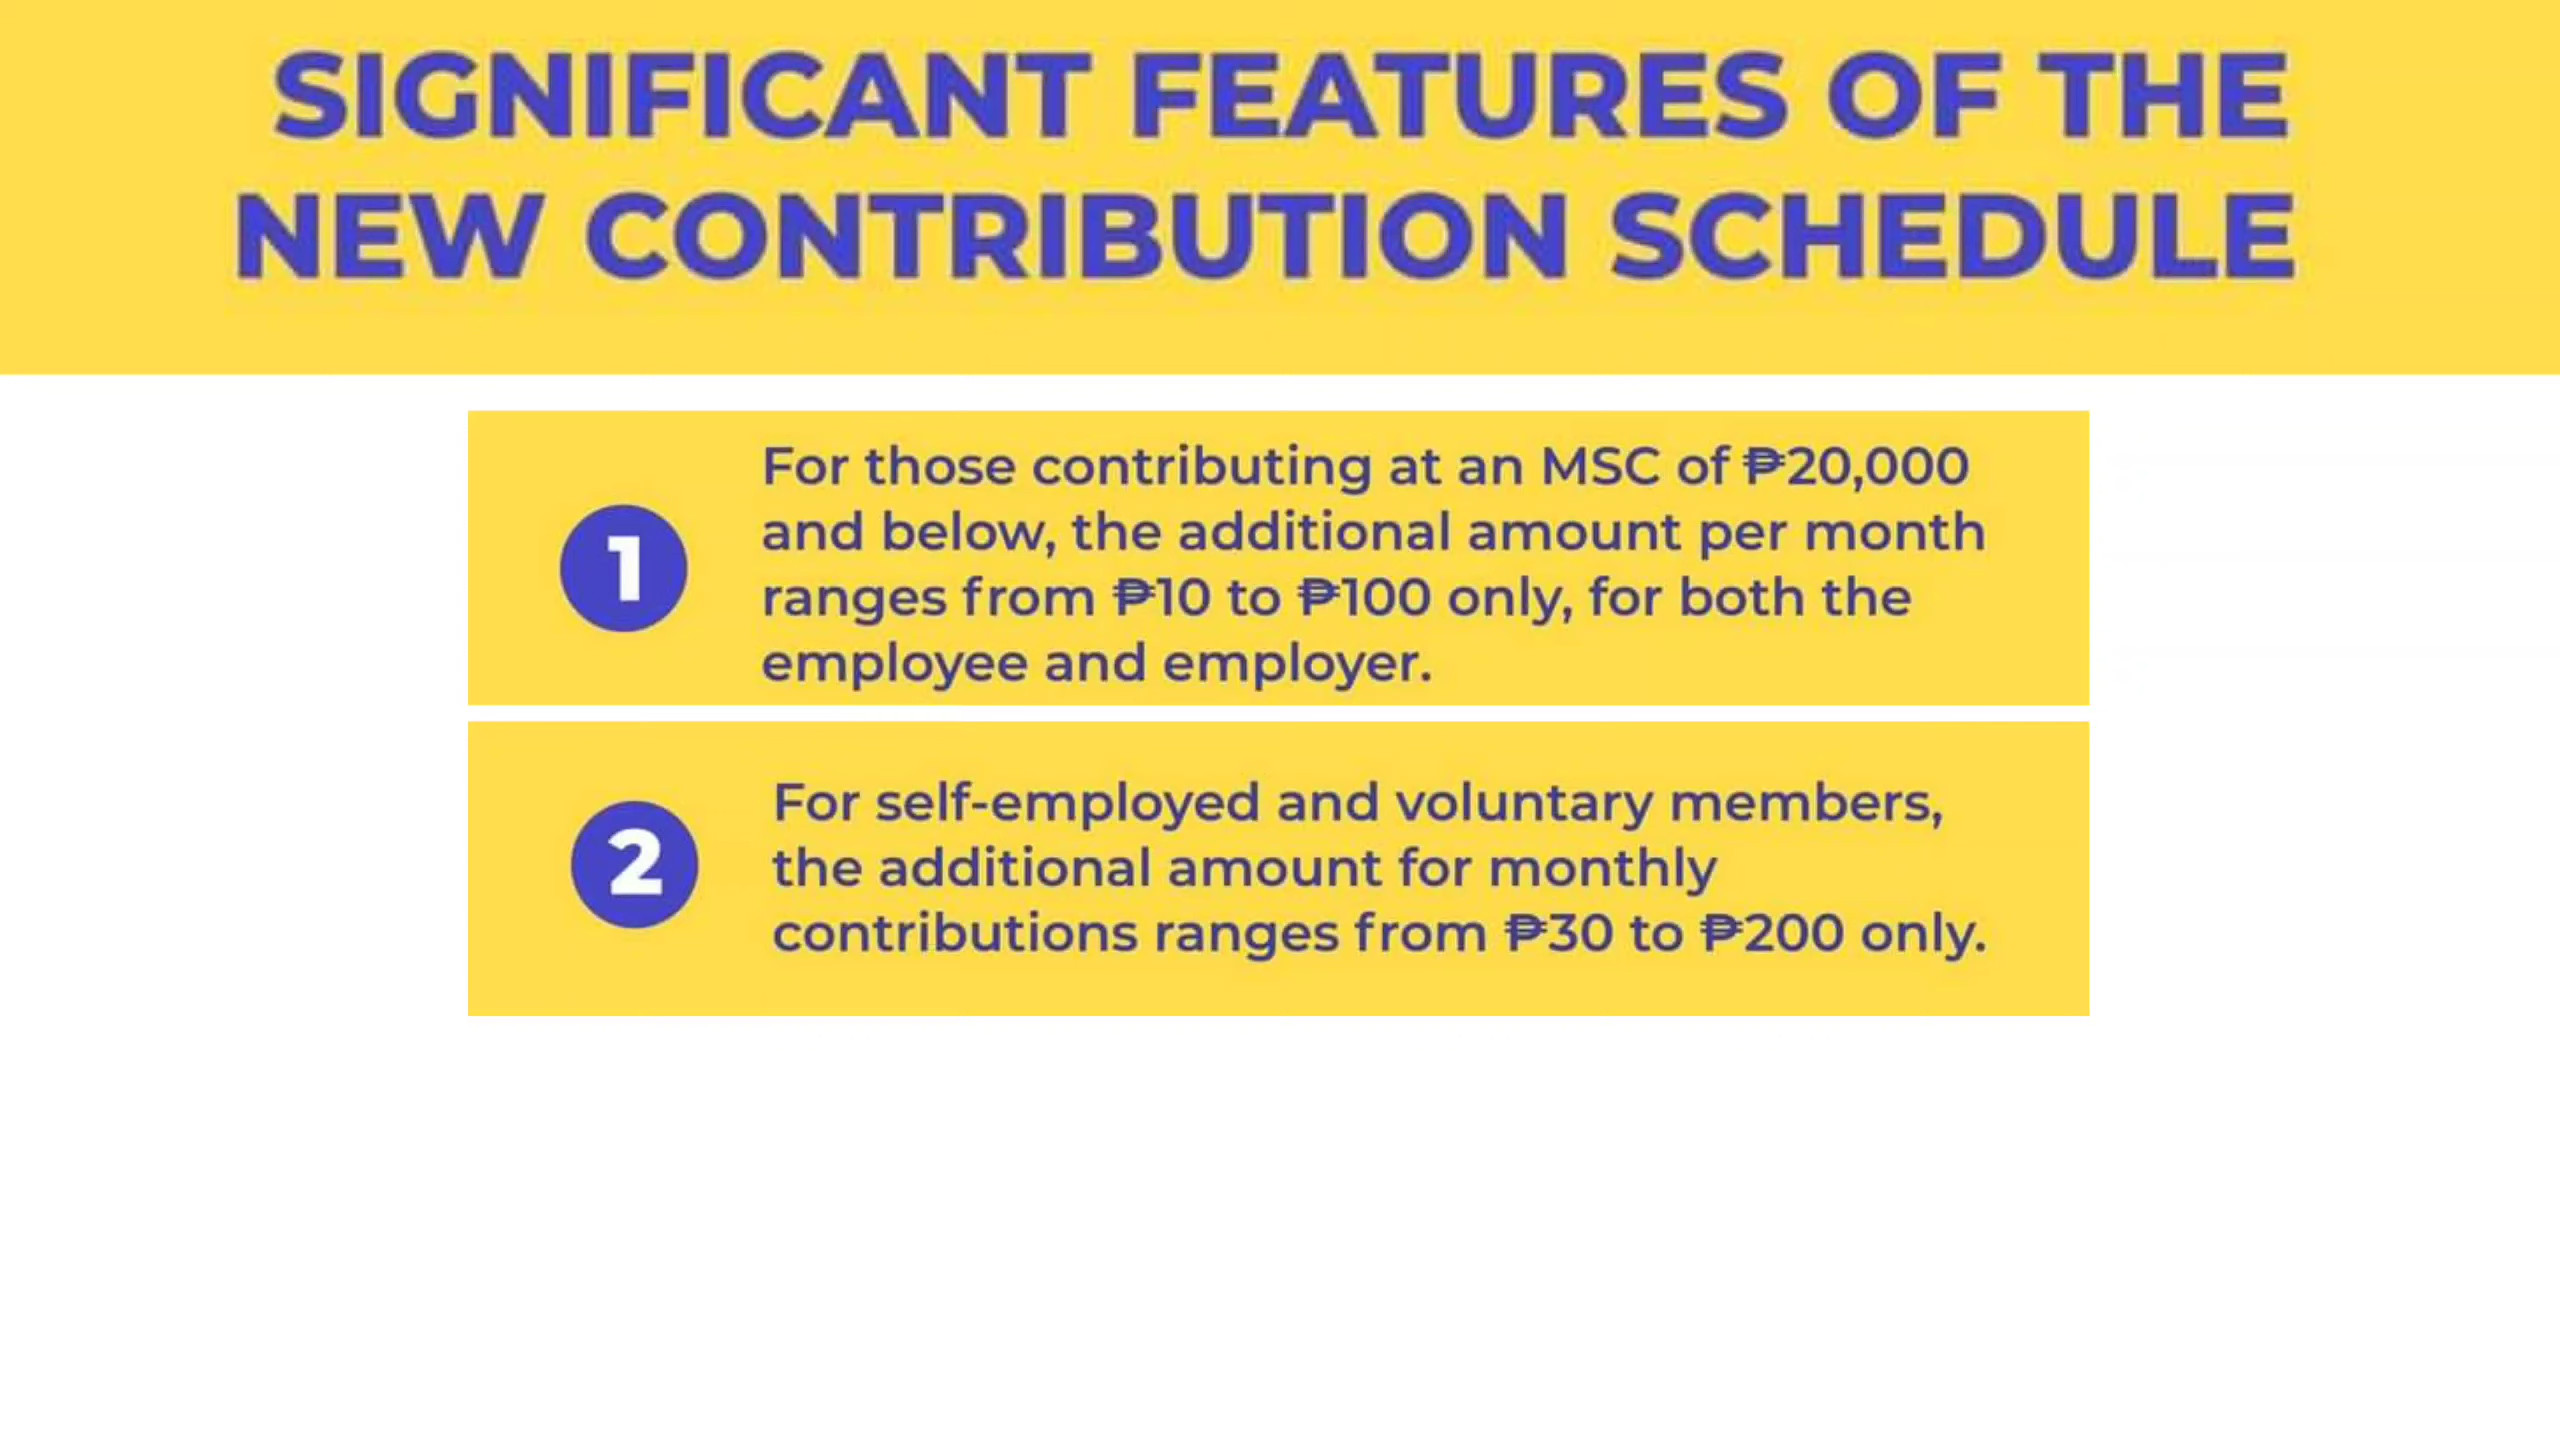 SIGNIFICANT FEATURES OF THE
NEW CONTRIBUTION SCHEDULE
1
For those contributing at an MSC of ₱20,000
and below, the additional amount per month
ranges from ₱10 to ₱100 only, for both the
employee and employer.
2
For self-employed and voluntary members,
the additional amount for monthly
contributions ranges from ₱30 to ₱200 only.